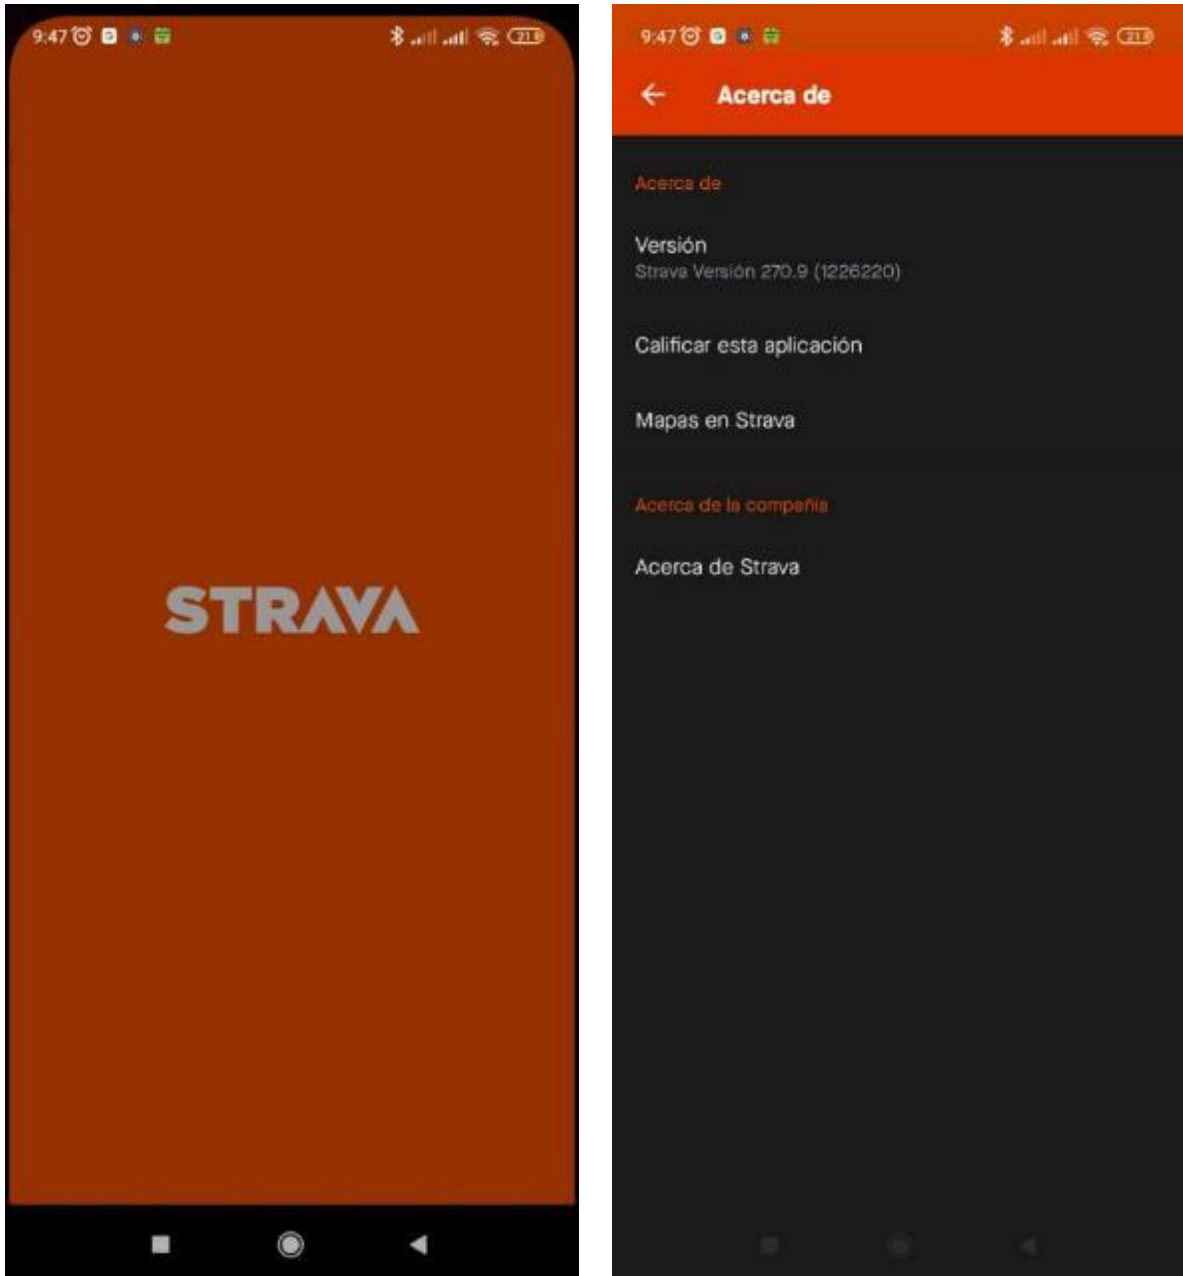 9:47
STRAVA
9:47
Acerca de
Acerca de
Versión
Strava Versión 270.9 (1226220)
Calificar esta aplicación
Mapas en Strava
Acerca de la compañía
Acerca de Strava